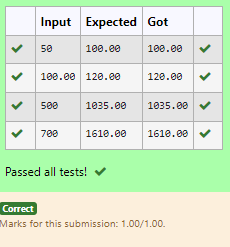 Input Expected Got
50 100.00 100.00
100.00 120.00 120.00
500 1035.00 1035.00
700 1610.00 1610.00
Passed all tests!
Correct
Marks for this submission: 1.00/1.00.